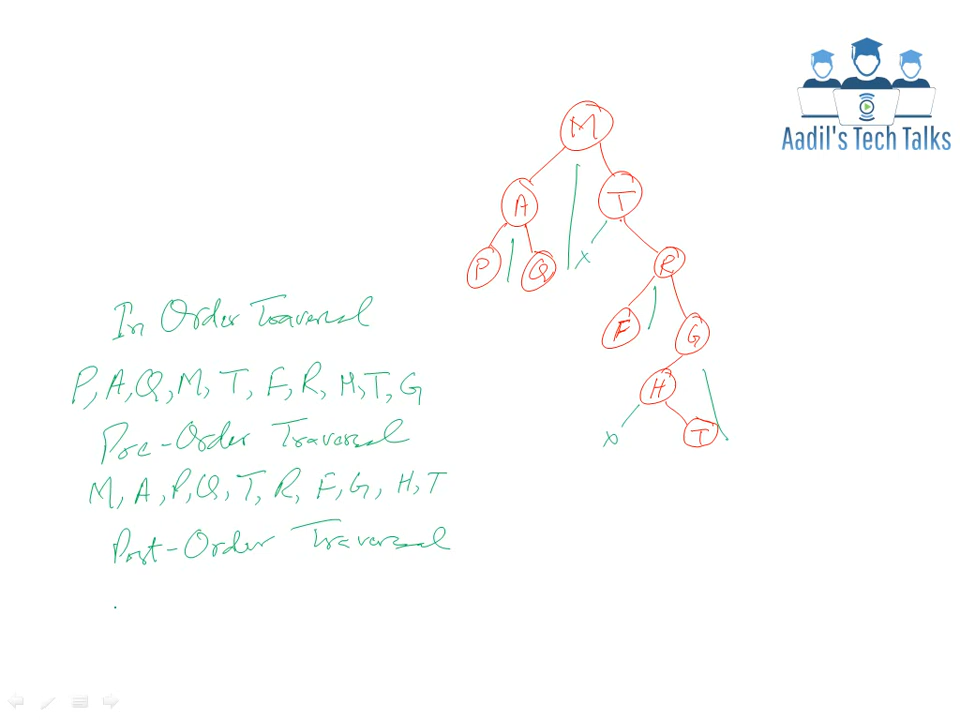 Aadil's Tech Talks
M
A
T
P
Q
X
R
F
G
H
X
T
In Order Traversal
P, A, Q, M, T, F, R, H, T, G
Pre-Order Traversal
M, A, P, Q, T, R, F, G, H, T
Post-Order Traversal